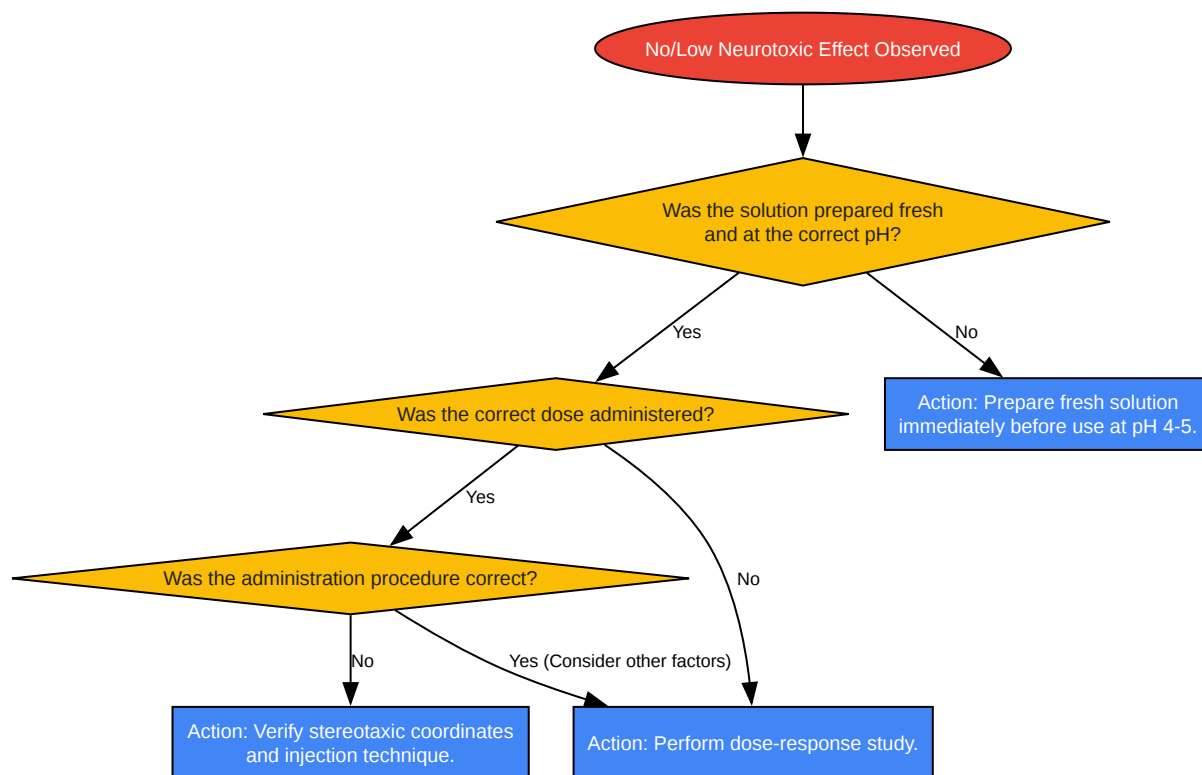 No/Low Neurotoxic Effect Observed
Was the solution prepared fresh
and at the correct pH?
Yes
No
Was the correct dose administered?
Action: Prepare fresh solution
immediately before use at pH 4-5.
Yes
Was the administration procedure correct?
No
No
Yes (Consider other factors)
Action: Verify stereotaxic coordinates
and injection technique.
Action: Perform dose-response study.